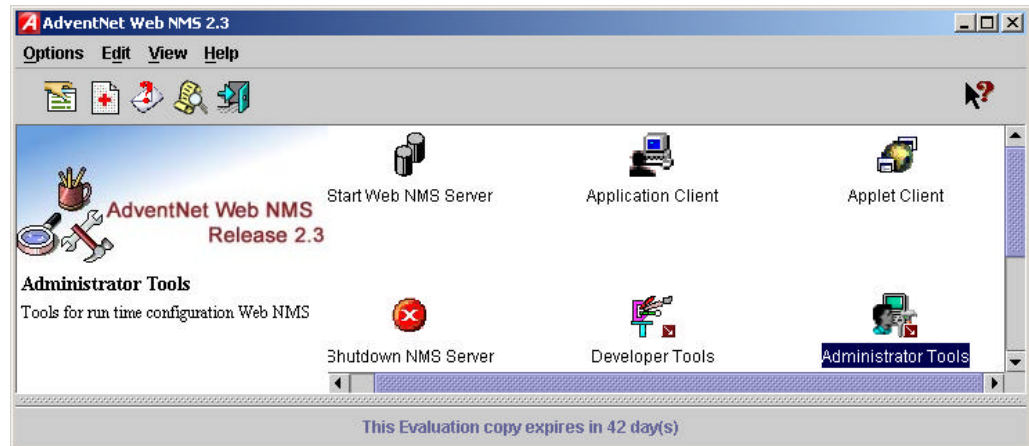 AdventNet Web NMS 2.3
Options Edit View Help
AdventNet Web NMS
Release 2.3
Administrator Tools
Tools for run time configuration Web NMS
Start Web NMS Server
Application Client
Applet Client
Shutdown NMS Server
Developer Tools
Administrator Tools
This Evaluation copy expires in 42 day(s)